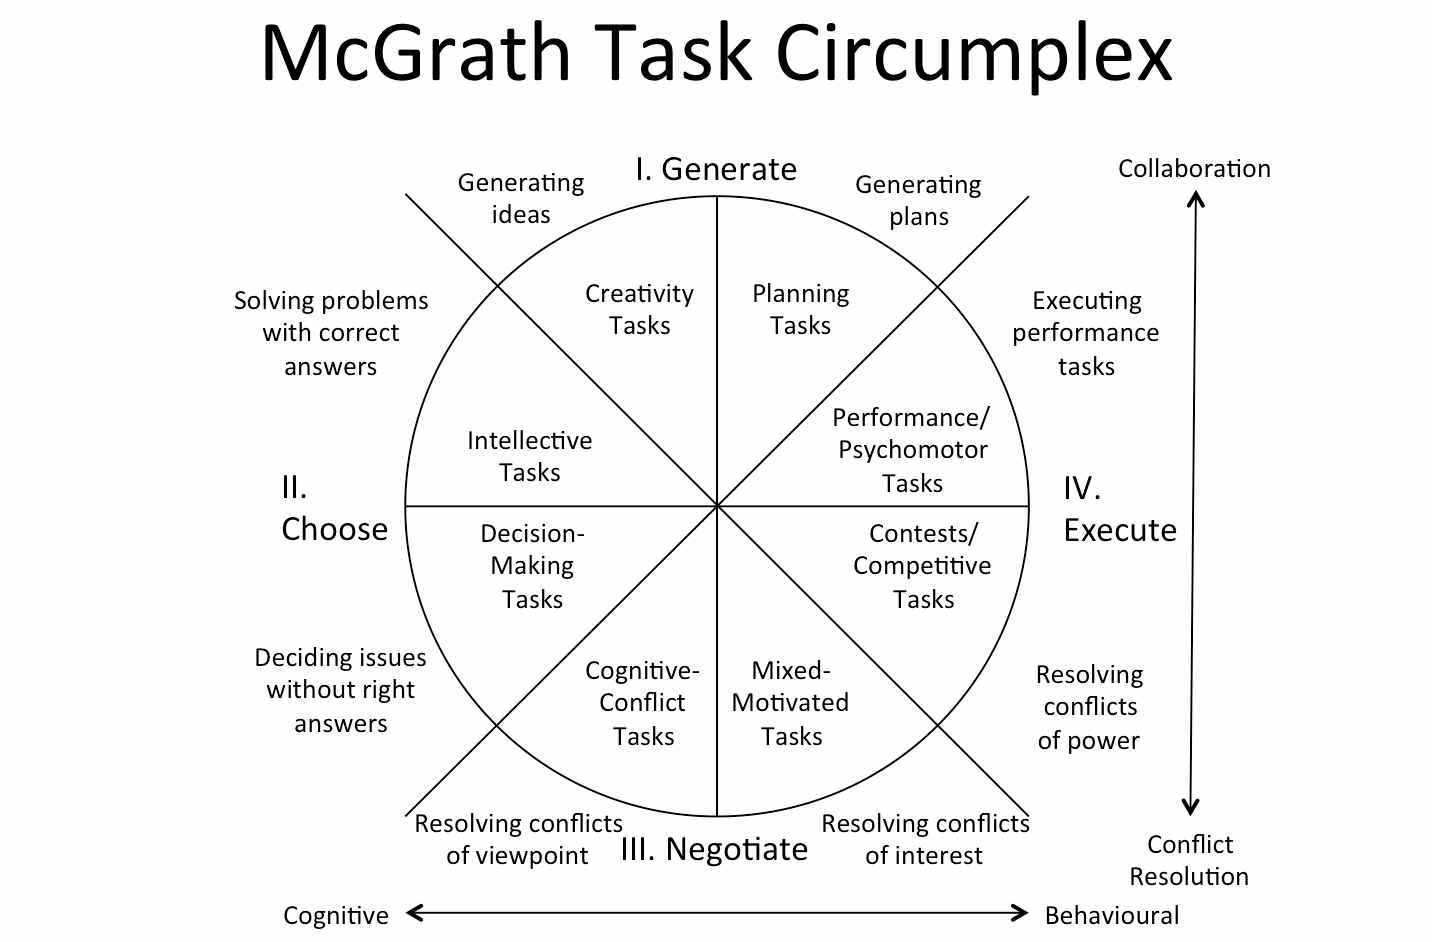 McGrath Task Circumplex
I. Generate
Generating
ideas
Generating
plans
Collaboration
Solving problems
with correct
answers
Creativity
Tasks
Planning
Tasks
Executing
performance
tasks
Intellective
Tasks
Performance/
Psychomotor
Tasks
II.
Choose
IV.
Execute
Decision-
Making
Tasks
Contests/
Competitive
Tasks
Deciding issues
without right
answers
Cognitive-
Conflict
Tasks
Mixed-
Motivated
Tasks
Resolving
conflicts
of power
Resolving conflicts
of viewpoint
III. Negotiate
Resolving conflicts
of interest
Conflict
Resolution
Cognitive
Behavioural